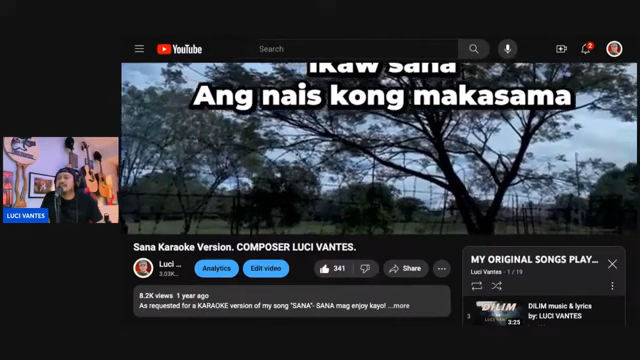 YouTube
Search
2
Ikaw sana
Ang nais kong makasama
LUCI VANTES
Sana Karaoke Version. COMPOSER LUCI VANTES.
Luci ...
3.03K...
Analytics
Edit video
341
Share
8.2K views 1 year ago
As requested for a KARAOKE version of my song "SANA"- SANA mag enjoy kayo! ...more
MY ORIGINAL SONGS PLAY...
Luci Vantes - 1 / 19
3
DILIM
3:25
DILIM music & lyrics
by: LUCI VANTES